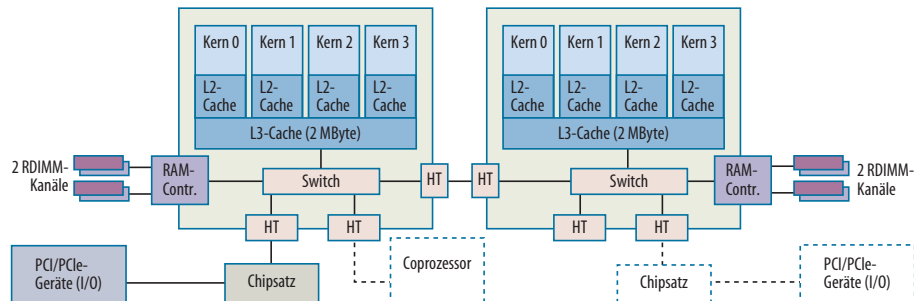 Kern 0 Kern 1 Kern 2 Kern 3
Kern 0 Kern 1 Kern 2 Kern 3
L2-
Cache
L2-
Cache
L2-
Cache
L2-
Cache
L2-
Cache
L2-
Cache
L2-
Cache
L2-
Cache
L3-Cache (2 MByte)
L3-Cache (2 MByte)
2 RDIMM-
Kanäle
RAM-
Contr.
Switch
HT
HT
Switch
RAM-
Contr.
2 RDIMM-
Kanäle
HT
HT
HT
HT
PCI/PCIe-
Geräte (I/O)
Chipsatz
Coprozessor
Chipsatz
PCI/PCIe-
Geräte (I/O)